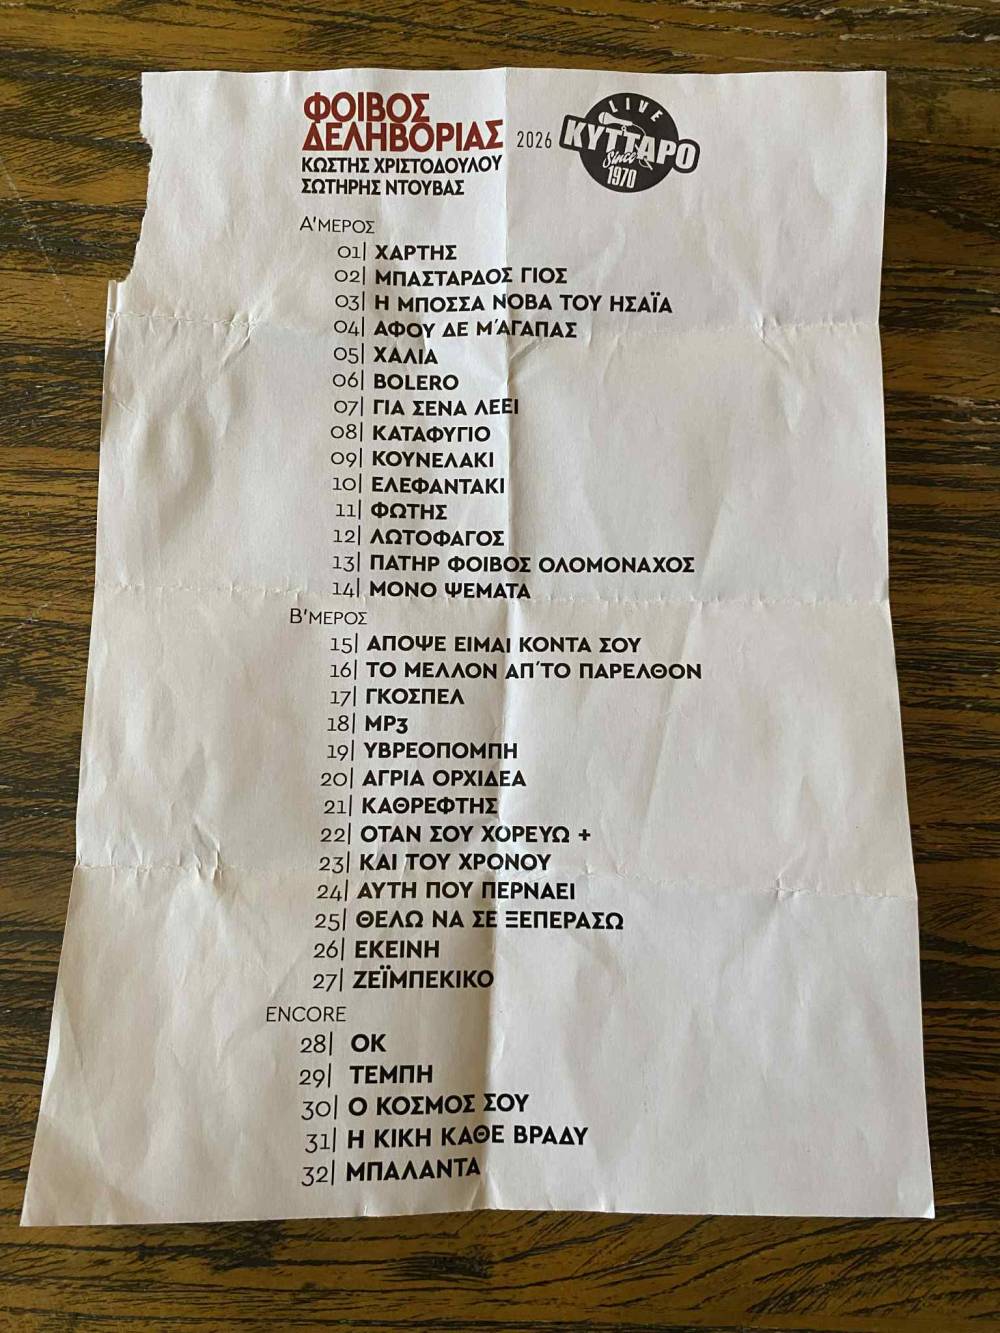 ΦΟΙΒΟΣ
ΔΕΛΗΒΟΡΙΑΣ
ΚΩΣΤΗΣ ΧΡΙΣΤΟΔΟΥΛΟΥ
ΣΩΤΗΡΗΣ ΝΤΟΥΒΑΣ
2026
LIVE
ΚΥΤΤΑΡΟ
Since
1970
Α'ΜΕΡΟΣ
01| ΧΑΡΤΗΣ
02| ΜΠΑΣΤΑΡΔΟΣ ΓΙΟΣ
03| Η ΜΠΟΣΣΑ ΝΟΒΑ ΤΟΥ ΗΣΑΪΑ
04| ΑΦΟΥ ΔΕ Μ΄ΑΓΑΠΑΣ
05| ΧΑΛΙΑ
06| BOLERO
07| ΓΙΑ ΣΕΝΑ ΛΕΕΙ
08| ΚΑΤΑΦΥΓΙΟ
09| ΚΟΥΝΕΛΑΚΙ
10| ΕΛΕΦΑΝΤΑΚΙ
11| ΦΩΤΗΣ
12| ΛΩΤΟΦΑΓΟΣ
13| ΠΑΤΗΡ ΦΟΙΒΟΣ ΟΛΟΜΟΝΑΧΟΣ
14| ΜΟΝΟ ΨΕΜΑΤΑ
Β'ΜΕΡΟΣ
15| ΑΠΟΨΕ ΕΙΜΑΙ ΚΟΝΤΑ ΣΟΥ
16| ΤΟ ΜΕΛΛΟΝ ΑΠ΄ΤΟ ΠΑΡΕΛΘΟΝ
17| ΓΚΟΣΠΕΛ
18| MP3
19| ΥΒΡΕΟΠΟΜΠΗ
20| ΑΓΡΙΑ ΟΡΧΙΔΕΑ
21| ΚΑΘΡΕΦΤΗΣ
22| ΟΤΑΝ ΣΟΥ ΧΟΡΕΥΩ +
23| ΚΑΙ ΤΟΥ ΧΡΟΝΟΥ
24| ΑΥΤΗ ΠΟΥ ΠΕΡΝΑΕΙ
25| ΘΕΛΩ ΝΑ ΣΕ ΞΕΠΕΡΑΣΩ
26| ΕΚΕΙΝΗ
27| ΖΕΪΜΠΕΚΙΚΟ
ENCORE
28| ΟΚ
29| ΤΕΜΠΗ
30| Ο ΚΟΣΜΟΣ ΣΟΥ
31| Η ΚΙΚΗ ΚΑΘΕ ΒΡΑΔΥ
32| ΜΠΑΛΑΝΤΑ